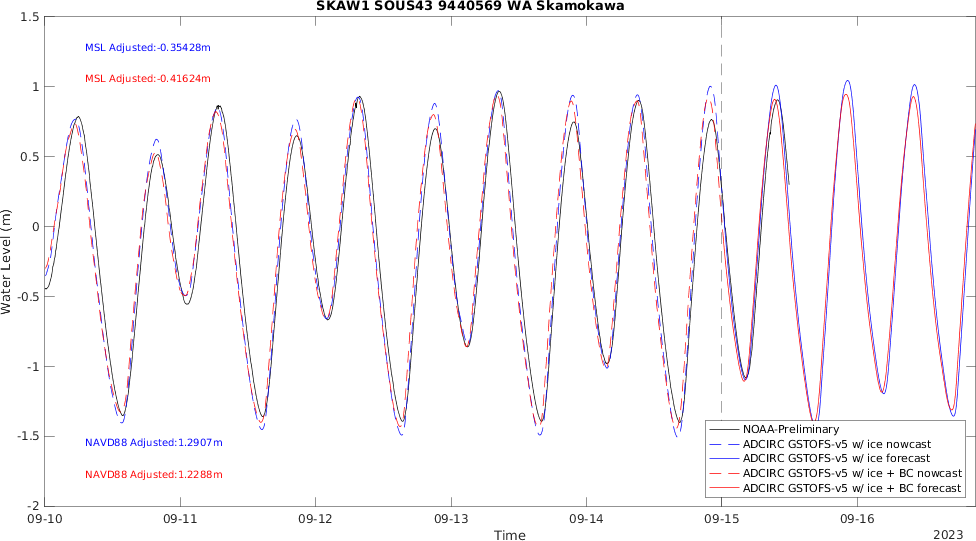 SKAW1 SOUS43 9440569 WA Skamokawa
1.5
1
0.5
0
-0.5
-1
-1.5
-2
Water Level (m)
MSL Adjusted:-0.35428m
MSL Adjusted:-0.41624m
NAVD88 Adjusted:1.2907m
NAVD88 Adjusted:1.2288m
NOAA-Preliminary
ADCIRC GSTOFS-v5 w/ ice nowcast
ADCIRC GSTOFS-v5 w/ ice forecast
ADCIRC GSTOFS-v5 w/ ice + BC nowcast
ADCIRC GSTOFS-v5 w/ ice + BC forecast
09-10 09-11 09-12 09-13 09-14 09-15 09-16
Time
2023